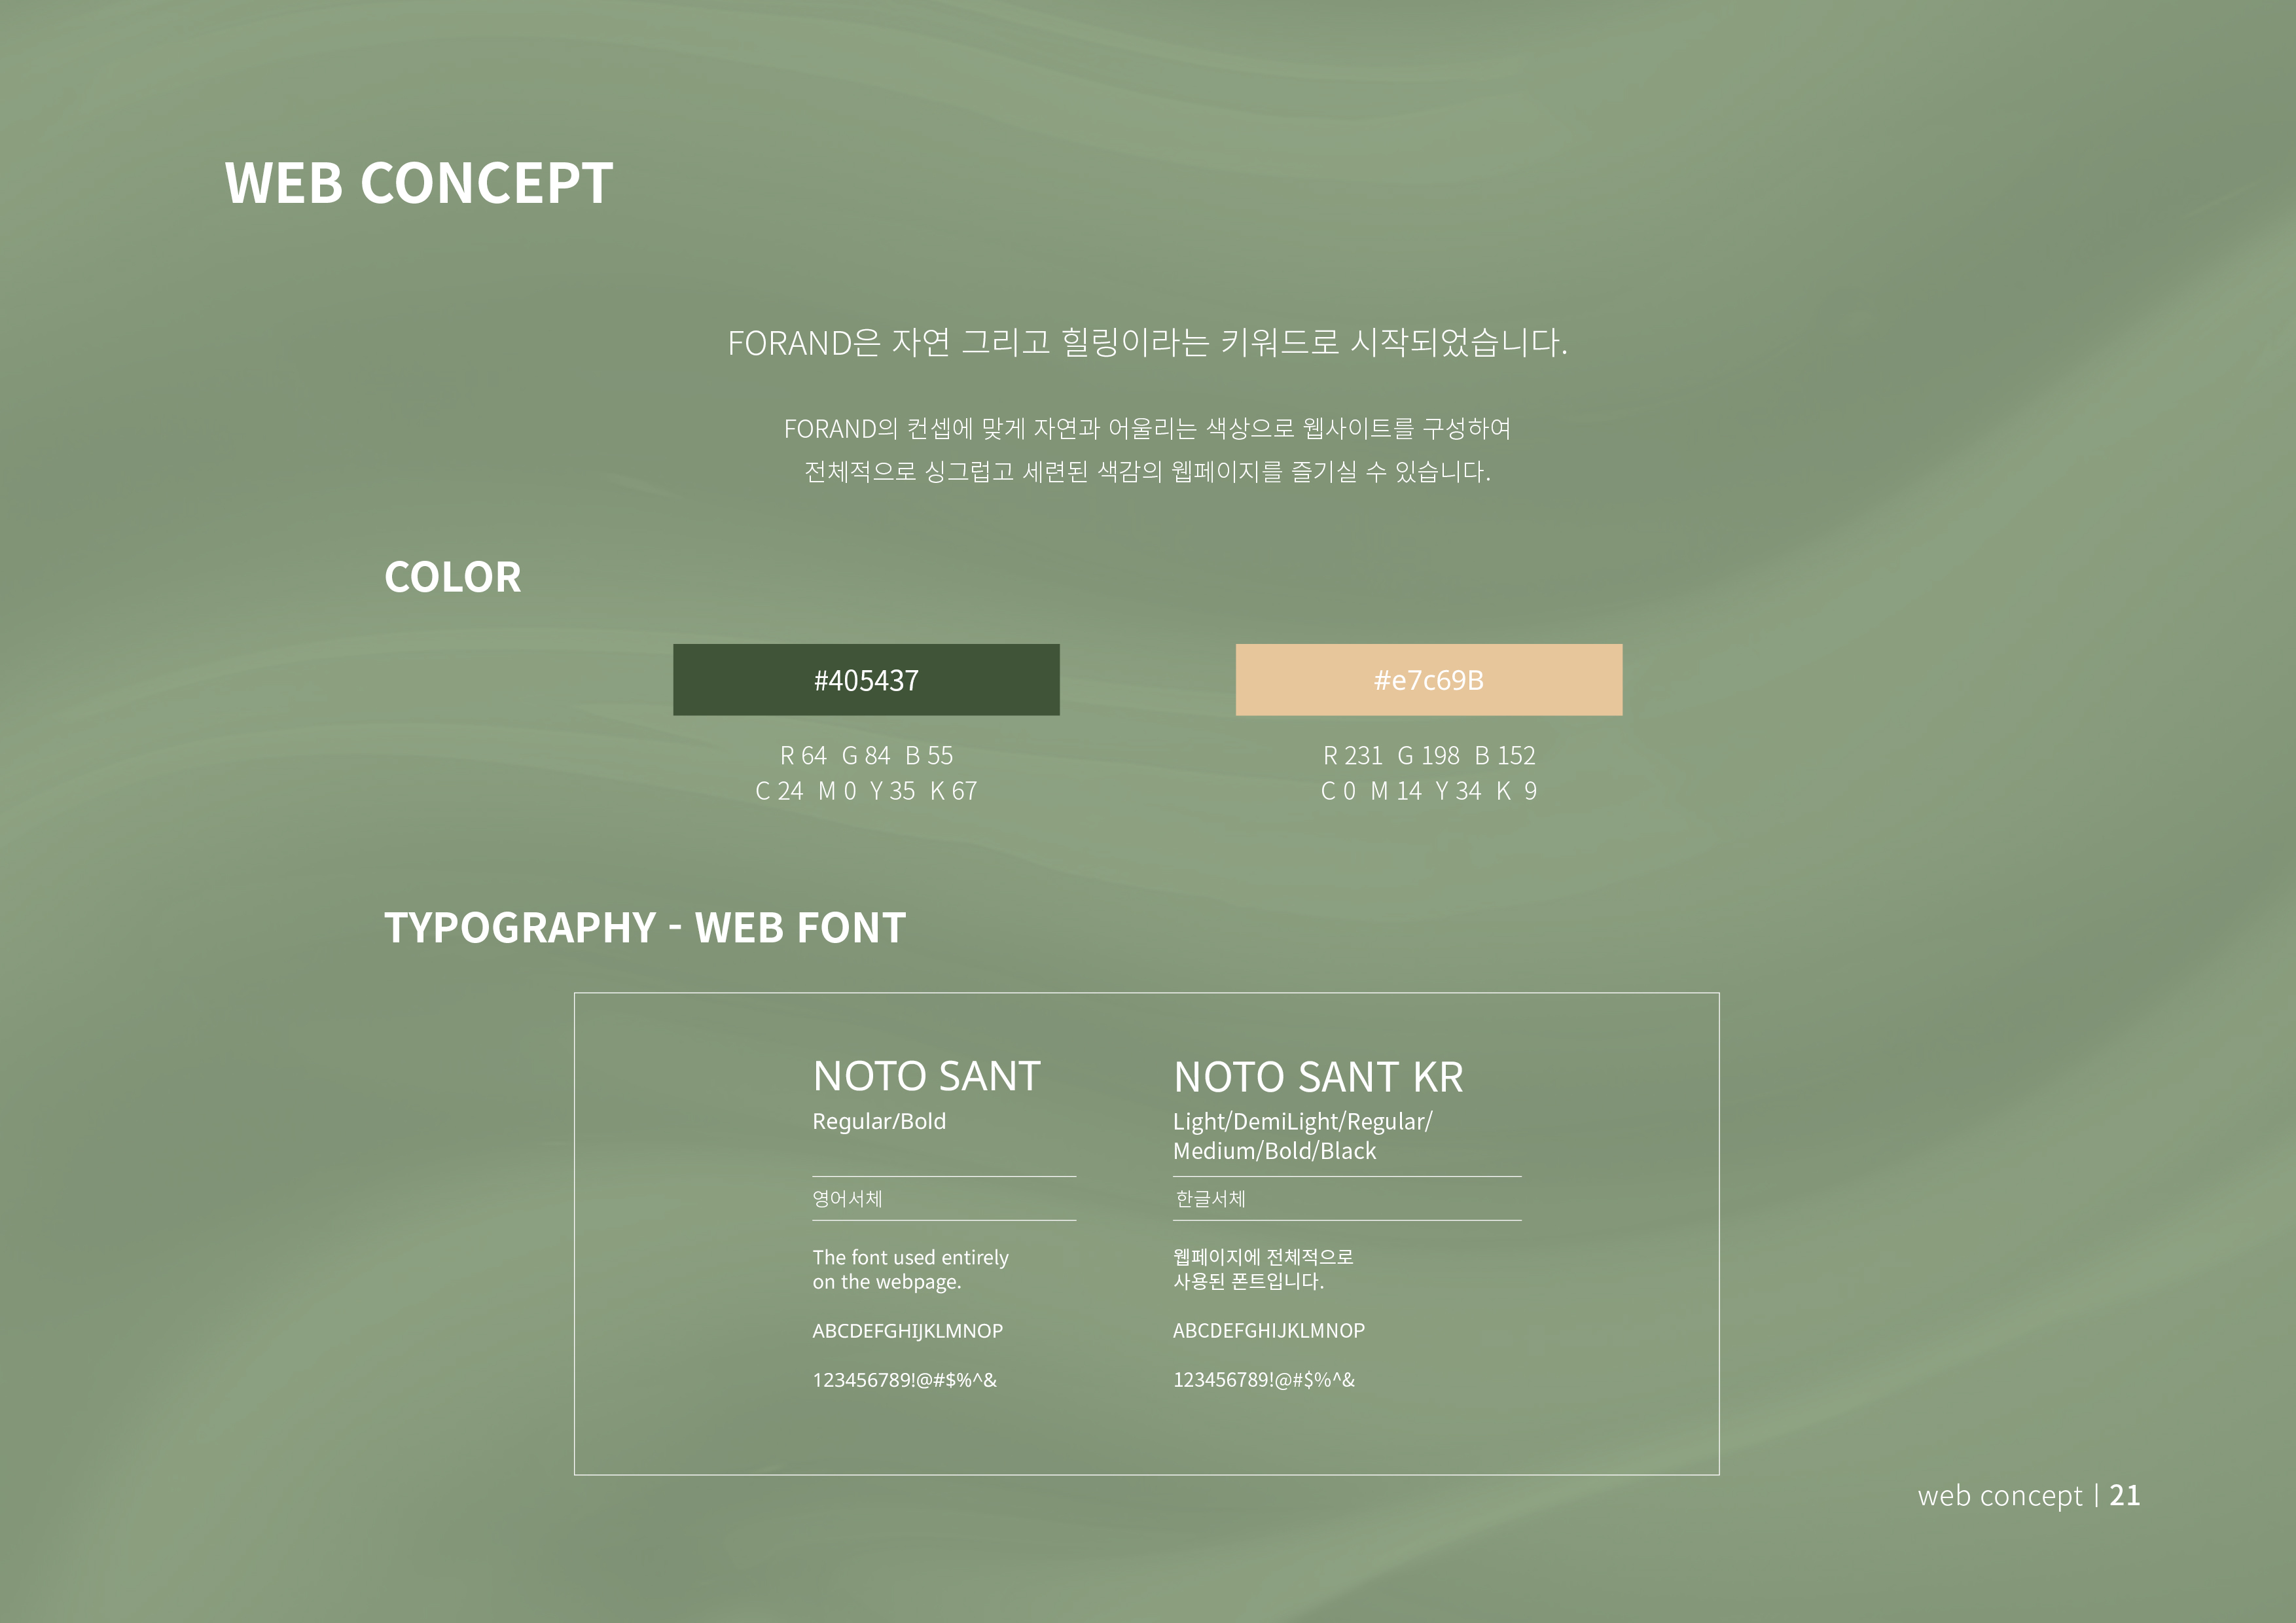 WEB CONCEPT
FORAND은 자연 그리고 힐링이라는 키워드로 시작되었습니다.
FORAND의 컨셉에 맞게 자연과 어울리는 색상으로 웹사이트를 구성하여
전체적으로 싱그럽고 세련된 색감의 웹페이지를 즐기실 수 있습니다.
COLOR
#405437
R 64 G 84 B 55
C 24 M 0 Y 35 K 67
#e7c69B
R 231 G 198 B 152
C 0 M 14 Y 34 K 9
TYPOGRAPHY - WEB FONT
NOTO SANT
Regular/Bold
영어서체
The font used entirely
on the webpage.
ABCDEFGHIJKLMNOP
123456789!@#$%^&
NOTO SANT KR
Light/DemiLight/Regular/
Medium/Bold/Black
한글서체
웹페이지에 전체적으로
사용된 폰트입니다.
ABCDEFGHIJKLMNOP
123456789!@#$%^&
web concept | 21